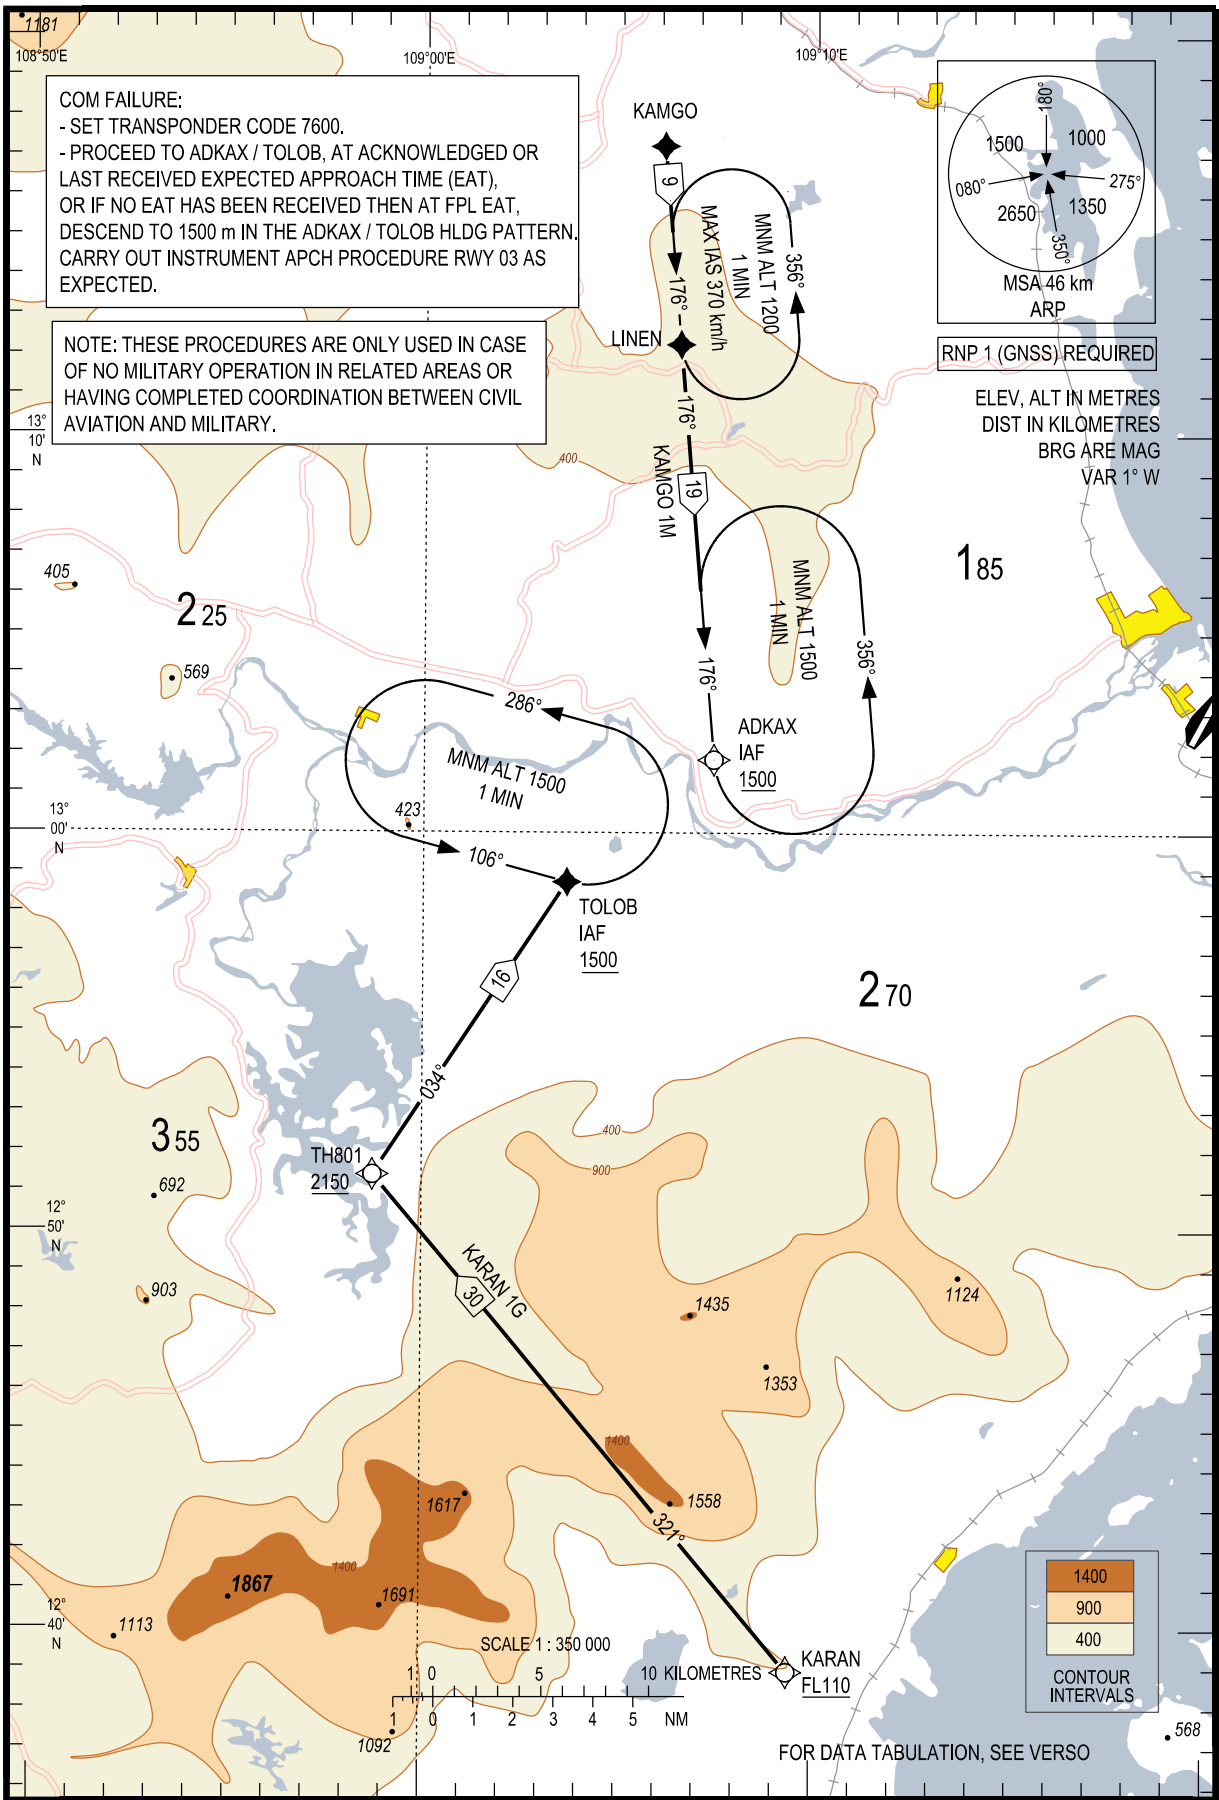 1181
108°50'E
109°00'E
109°10'E
COM FAILURE:
- SET TRANSPONDER CODE 7600.
- PROCEED TO ADKAX / TOLOB, AT ACKNOWLEDGED OR
LAST RECEIVED EXPECTED APPROACH TIME (EAT),
OR IF NO EAT HAS BEEN RECEIVED THEN AT FPL EAT,
DESCEND TO 1500 m IN THE ADKAX / TOLOB HLDG PATTERN.
CARRY OUT INSTRUMENT APCH PROCEDURE RWY 03 AS
EXPECTED.
NOTE: THESE PROCEDURES ARE ONLY USED IN CASE
OF NO MILITARY OPERATION IN RELATED AREAS OR
HAVING COMPLETED COORDINATION BETWEEN CIVIL
AVIATION AND MILITARY.
KAMGO
9
176°
MAX IAS 370 km/h
MNM ALT 1200
1 MIN
356°
LINEN
176°
KAMGO 1M
19
180°
1500
1000
080°
275°
2650
1350
350°
MSA 46 km
ARP
RNP 1 (GNSS) REQUIRED
ELEV, ALT IN METRES
DIST IN KILOMETRES
BRG ARE MAG
VAR 1° W
13°
10'
N
400
405
2 25
1 85
569
MNM ALT 1500
1 MIN
176°
356°
ADKAX
IAF
1500
286°
MNM ALT 1500
1 MIN
423
106°
13°
00'
N
TOLOB
IAF
1500
16
034°
2 70
3 55
692
TH801
2150
400
900
12°
50'
N
903
KARAN 1G
30
1435
1124
1353
1400
1558
321°
1617
1400
1867
1691
1113
12°
40'
N
SCALE 1 : 350 000
1 0 5 10 KILOMETRES
1 0 1 2 3 4 5 NM
1092
KARAN
FL110
1400
900
400
CONTOUR
INTERVALS
568
FOR DATA TABULATION, SEE VERSO